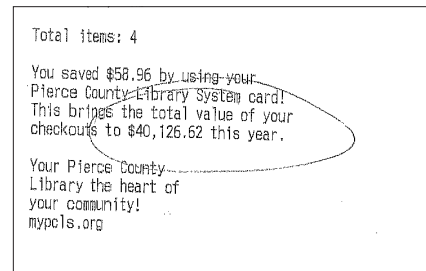 Total items: 4
You saved $58.96 by using your
Pierce County Library System card!
This brings the total value of your
checkouts to $40,126.62 this year.
Your Pierce County
Library the heart of
your community!
mypcls.org